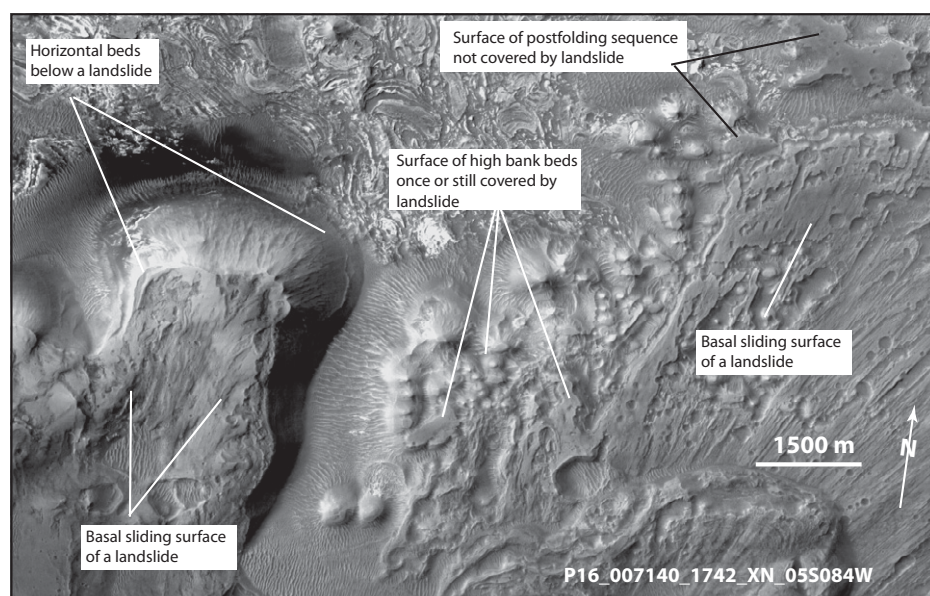 Horizontal beds
below a landslide
Surface of postfolding sequence
not covered by landslide
Surface of high bank beds
once or still covered by
landslide
Basal sliding surface
of a landslide
1500 m
N
Basal sliding surface
of a landslide
P16_007140_1742_XN_05S084W